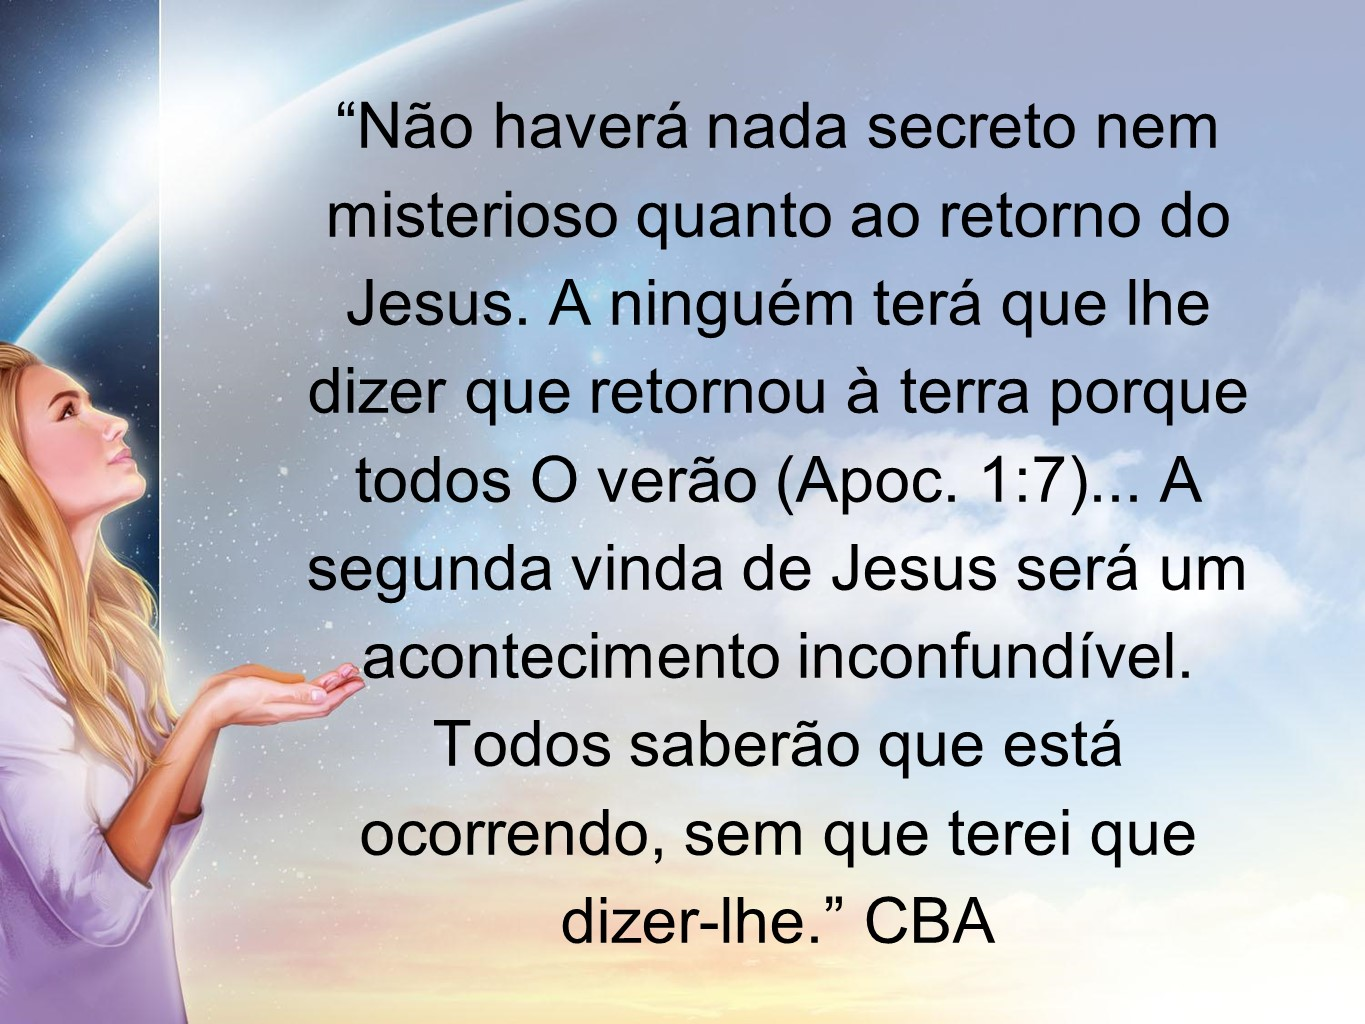 “Não haverá nada secreto nem
misterioso quanto ao retorno do
Jesus. A ninguém terá que lhe
dizer que retornou à terra porque
todos O verão (Apoc. 1:7)... A
segunda vinda de Jesus será um
acontecimento inconfundível.
Todos saberão que está
ocorrendo, sem que terei que
dizer-lhe.” CBA